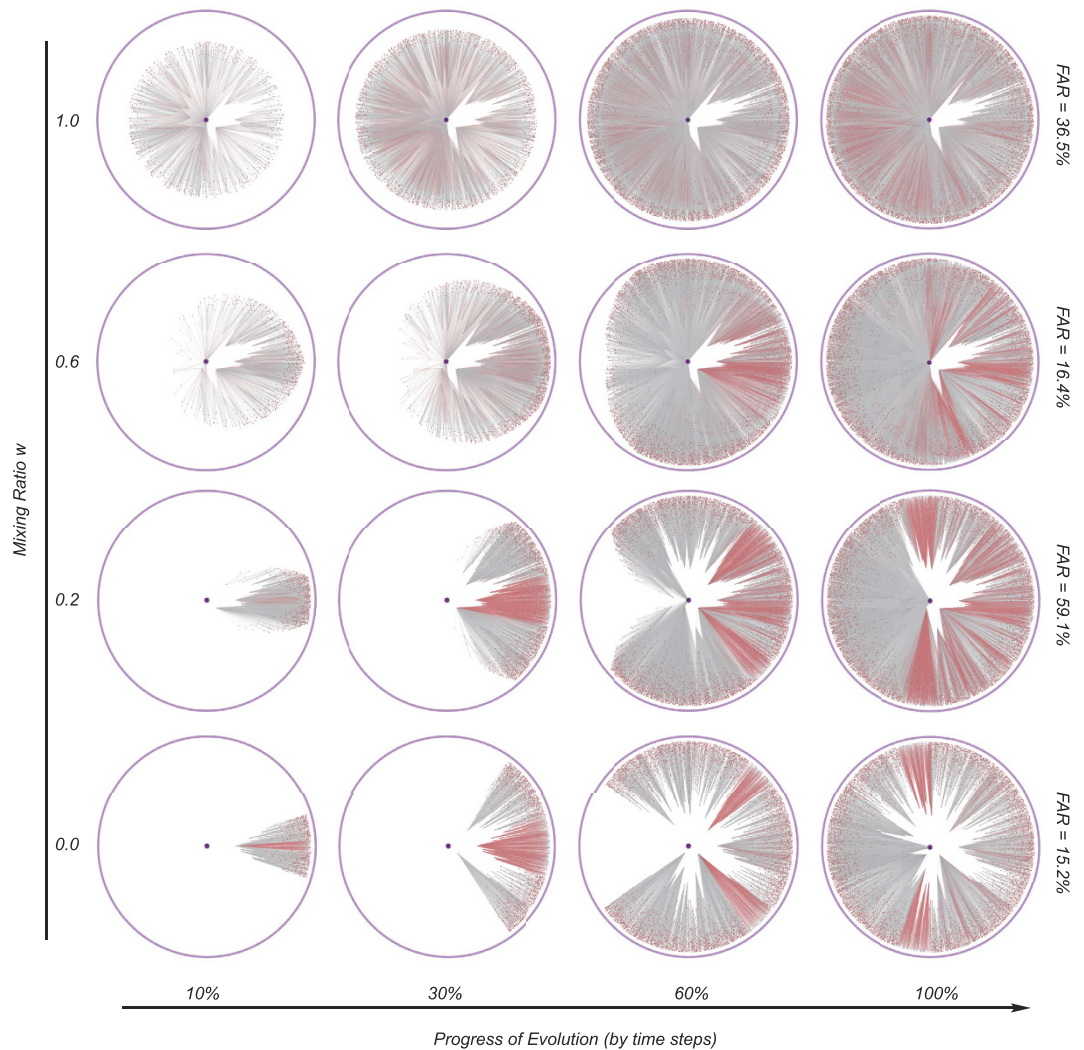 1.0
FAR = 36.5%
0.6
FAR = 16.4%
Mixing Ratio w
0.2
FAR = 59.1%
0.0
FAR = 15.2%
10%
30%
60%
100%
Progress of Evolution (by time steps)